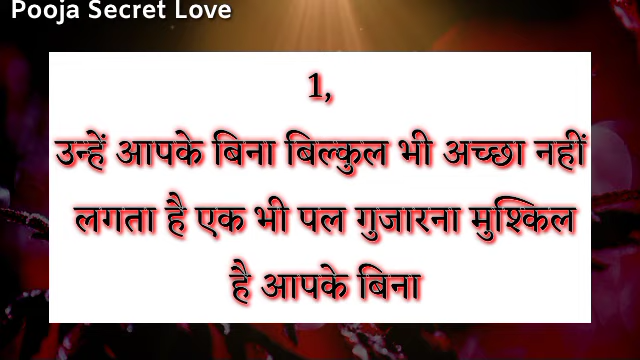 Pooja Secret Love
1,
उन्हें आपके बिना बिल्कुल भी अच्छा नहीं
लगता है एक भी पल गुजारना मुश्किल
है आपके बिना